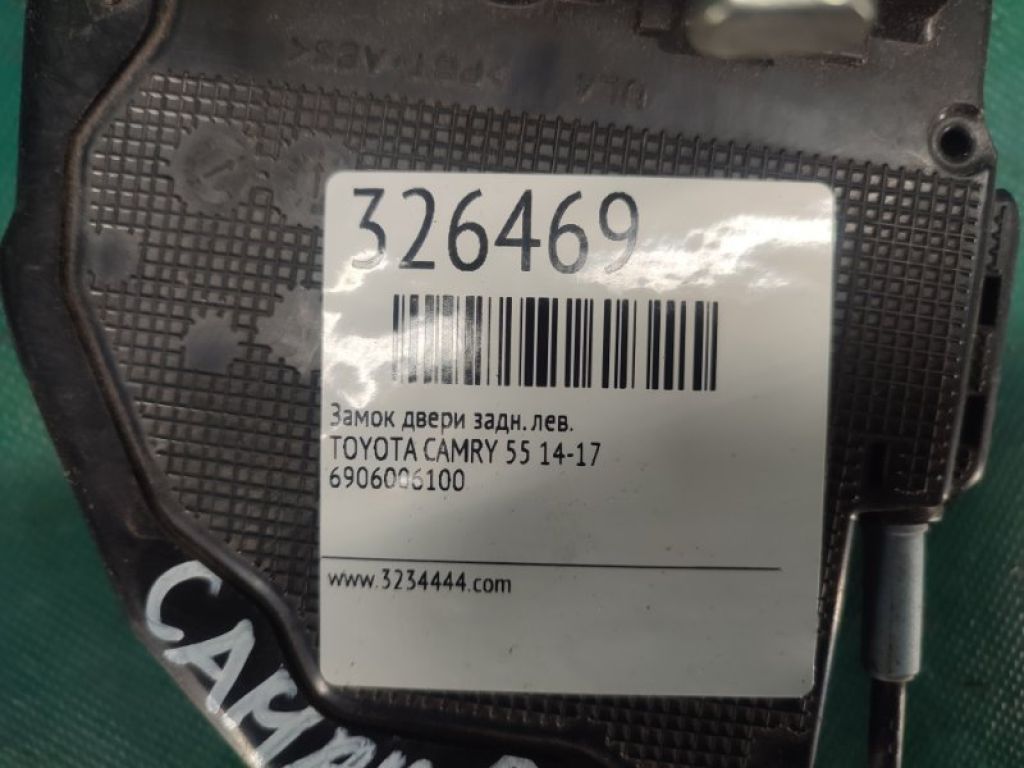 326469
Замок двери задн. лев.
TOYOTA CAMRY 55 14-17
6906006100
www.3234444.com